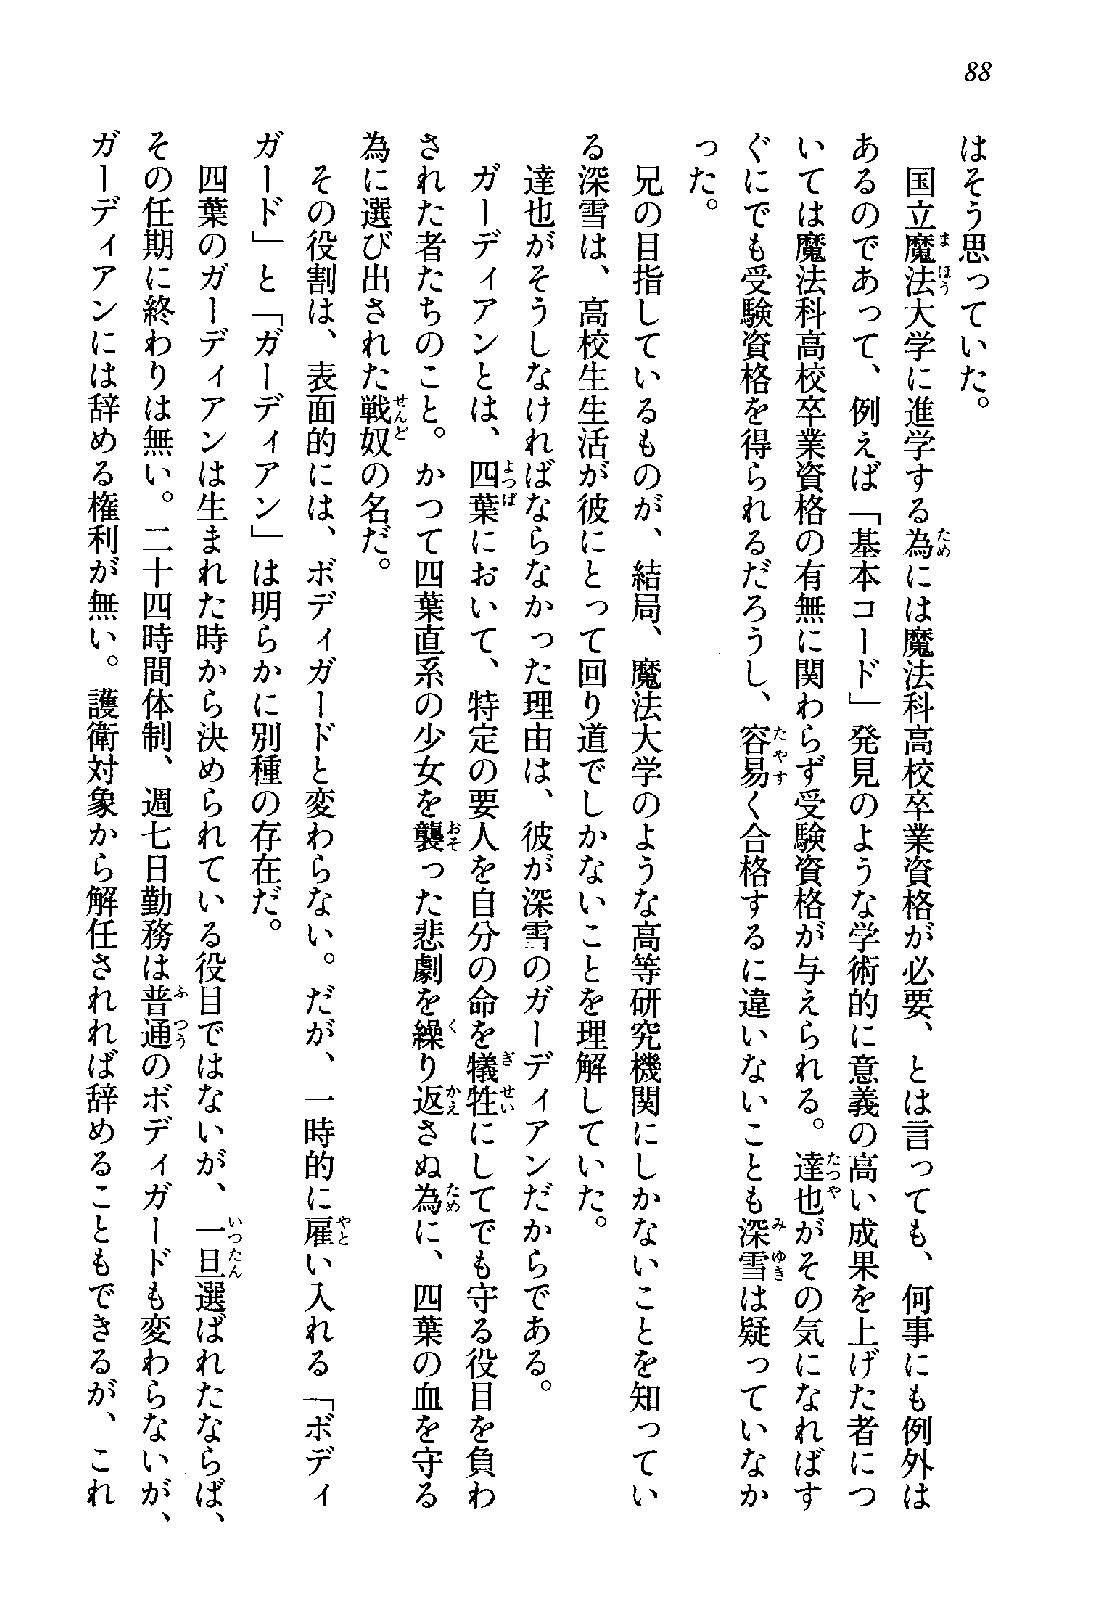 88
はそう思っていた。
国立魔法大学に進学する為には魔法科高校卒業資格が必要、とは言っても、何事にも例外は
あるのであって、例えば「基本コード」発見のような学術的に意義の高い成果を上げた者につ
いては魔法科高校卒業資格の有無に関わらず受験資格が与えられる。達也がその気になればす
ぐにでも受験資格を得られるだろうし、容易く合格するに違いないことも深雪は疑っていなか
った。
兄の目指しているものが、結局、魔法大学のような高等研究機関にしかないことを知ってい
る深雪は、高校生生活が彼にとって回り道でしかないことを理解していた。
達也がそうしなければならなかった理由は、彼が深雪のガーディアンだからである。
ガーディアンとは、四葉において、特定の要人を自分の命を犠牲にしてでも守る役目を負わ
された者たちのこと。かつて四葉直系の少女を襲った悲劇を繰り返さぬ為に、四葉の血を守る
為に選び出された戦奴の名だ。
その役割は、表面的には、ボディガードと変わらない。だが、一時的に雇い入れる「ボディ
ガード」と「ガーディアン」は明らかに別種の存在だ。
四葉のガーディアンは生まれた時から決められている役目ではないが、一旦選ばれたならば、
その任期に終わりは無い。二十四時間体制、週七日勤務は普通のボディガードも変わらないが、
ガーディアンには辞める権利が無い。護衛対象から解任されれば辞めることもできるが、これ